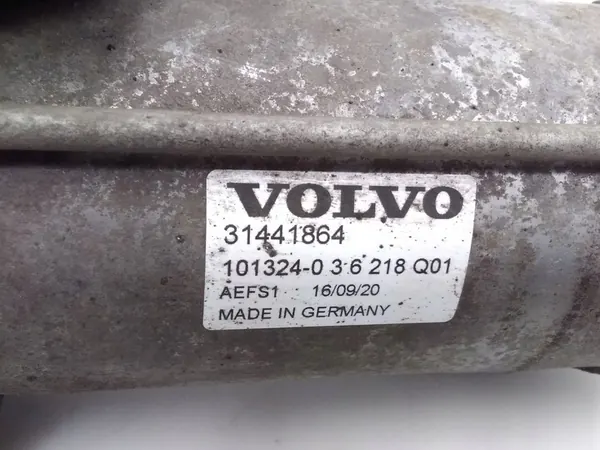 VOLVO
31441864
101324-0 3 6 218 Q01
AEFS1 16/09/20
MADE IN GERMANY